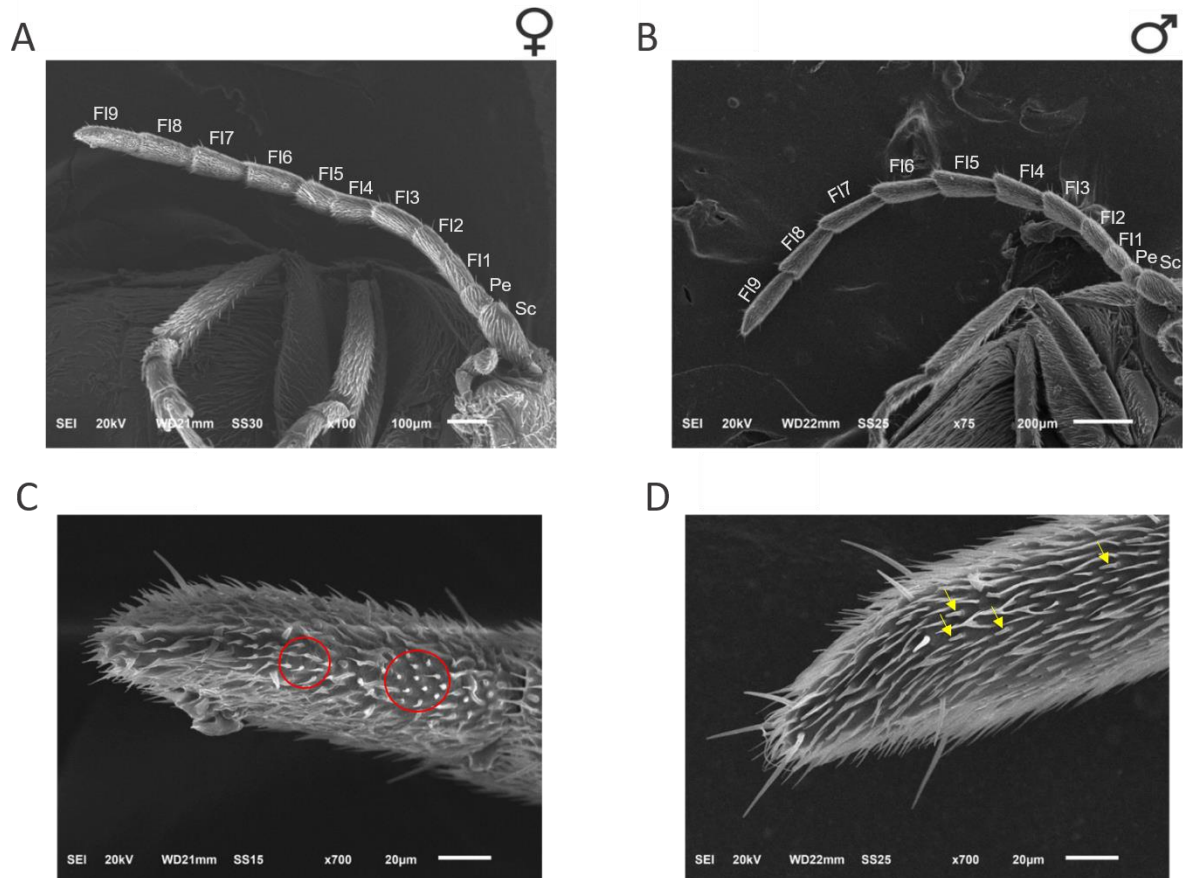 A
♀
Fl9
Fl8
Fl7
Fl6
Fl5
Fl4
Fl3
Fl2
Fl1
Pe
Sc
SEI 20kV WD21mm SS30 x100 100µm
B
♂
Fl6
Fl5
Fl4
Fl7
Fl3
Fl2
Fl8
Fl1
Pe
Sc
Fl9
SEI 20kV WD22mm SS25 x75 200µm
C
SEI 20kV WD21mm SS15 x700 20µm
D
SEI 20kV WD22mm SS25 x700 20µm